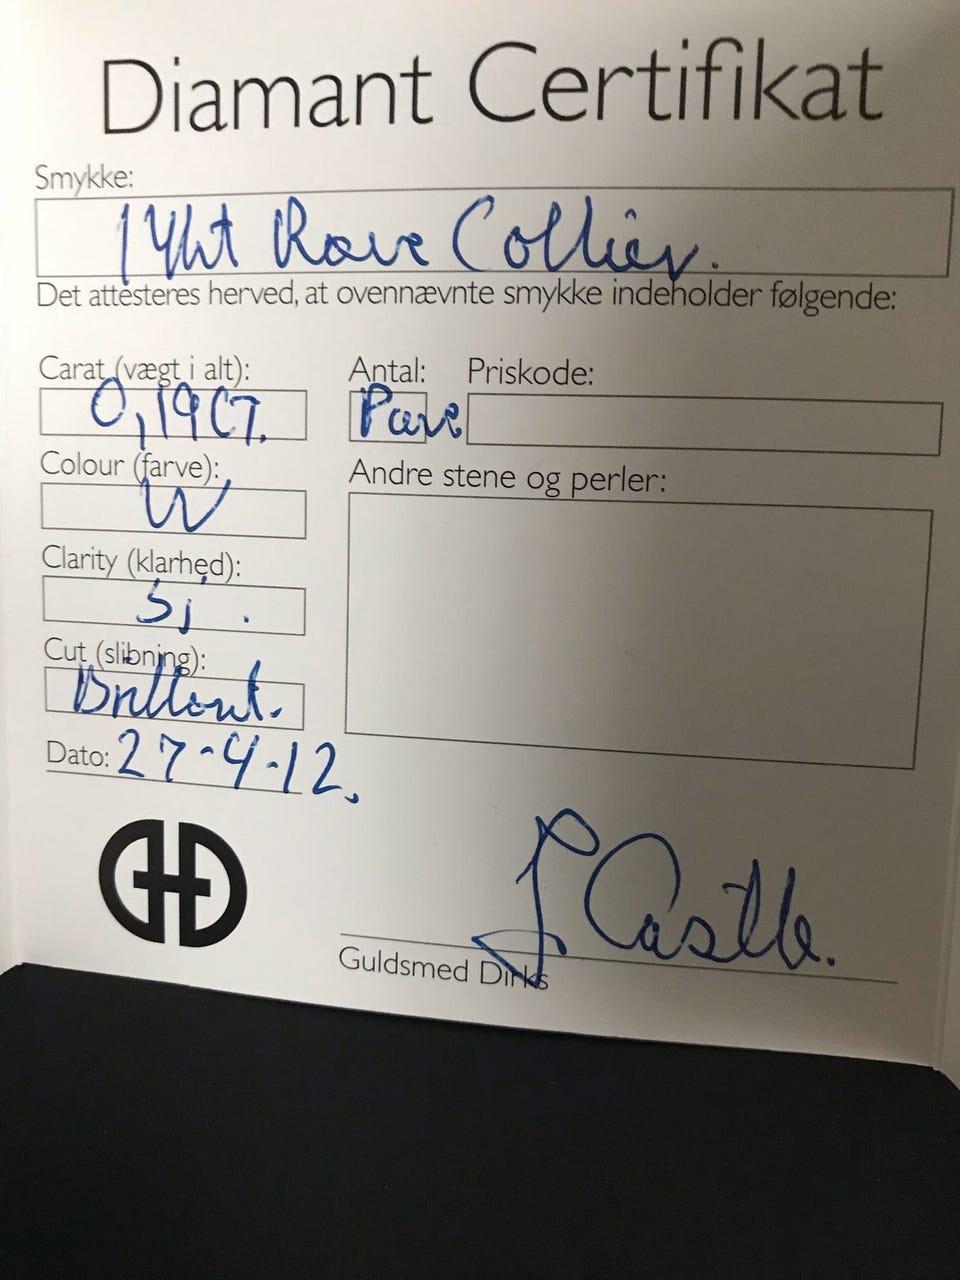 Diamant Certifikat
Smykke:
14kt Rave Collier.
Det attesteres herved, at ovennævnte smykke indeholder følgende:
Carat (vægt i alt): Antal: Priskode:
0,19CT. Pave
Colour (farve): Andre stene og perler:
W
Clarity (klarhed):
Si .
Cut (slibning):
Brillant.
Dato: 27-4-12.
Castle.
Guldsmed Dirks